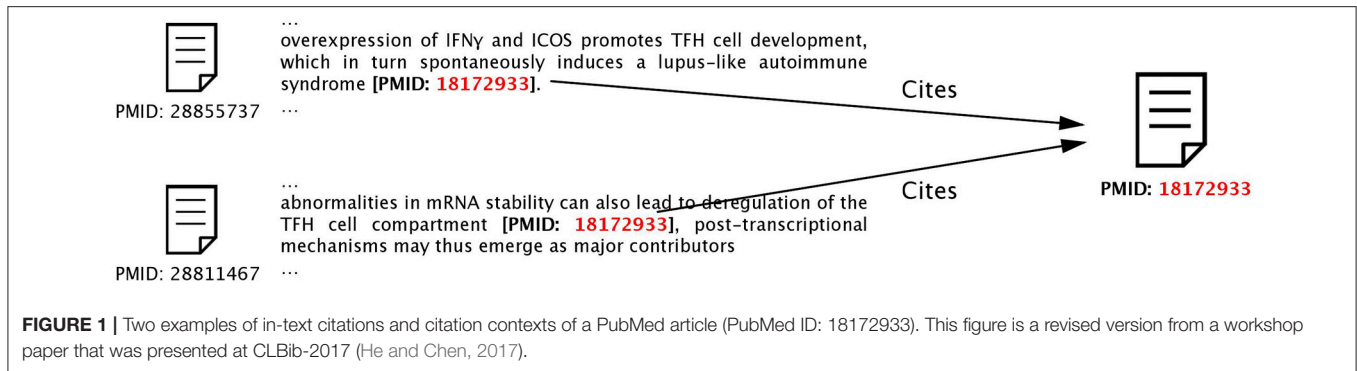 ...
overexpression of IFNγ and ICOS promotes TFH cell development,
which in turn spontaneously induces a lupus-like autoimmune
syndrome [PMID: 18172933].
...
PMID: 28855737
Cites
...
abnormalities in mRNA stability can also lead to deregulation of the
TFH cell compartment [PMID: 18172933], post-transcriptional
mechanisms may thus emerge as major contributors
...
PMID: 28811467
Cites
PMID: 18172933
FIGURE 1 | Two examples of in-text citations and citation contexts of a PubMed article (PubMed ID: 18172933). This figure is a revised version from a workshop
paper that was presented at CLBib-2017 (He and Chen, 2017).